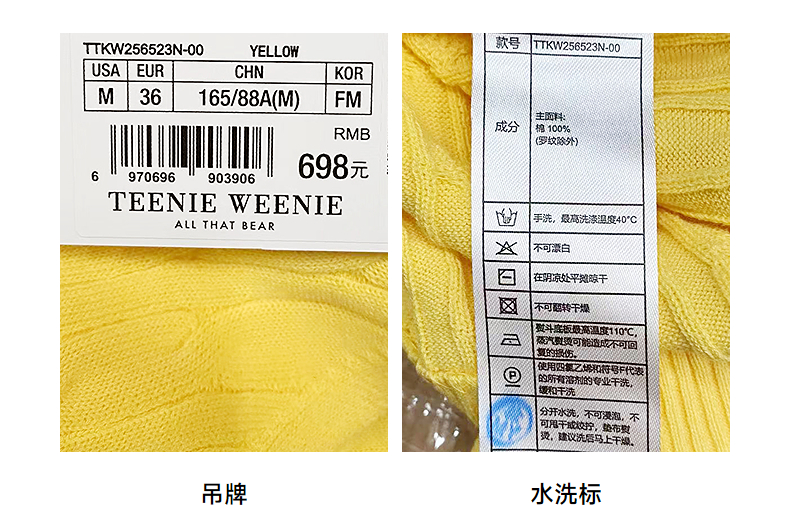 TTKW256523N-00 YELLOW
USA EUR CHN KOR
M 36 165/88A(M) FM
RMB
698元
6 970696 903906
TEENIE WEENIE
ALL THAT BEAR
吊牌
款号 TTKW256523N-00
成分
主面料:
棉 100%
(罗纹除外)
手洗，最高洗涤温度40°C
不可漂白
在阴凉处平摊晾干
不可翻转干燥
熨斗底板最高温度110℃，
蒸汽熨烫可能造成不可回
复的损伤。
使用四氯乙烯和符号F代表
的所有溶剂的专业干洗，
缓和干洗
分开水洗，不可浸泡，不
可甩干或绞拧，垫布熨
烫，建议洗后马上干燥。
水洗标